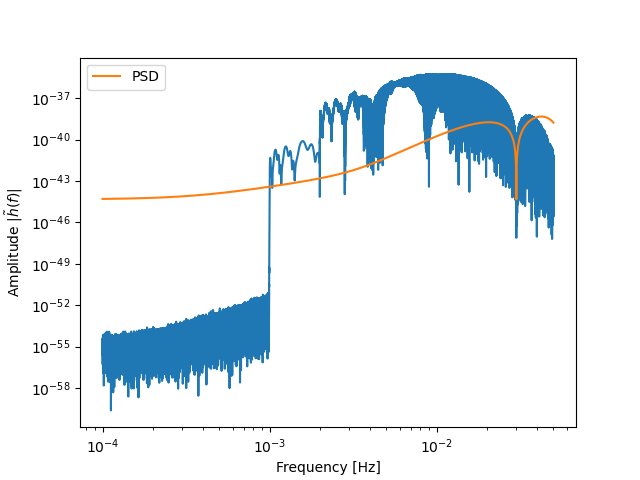 PSD
Amplitude $|\tilde{h}(f)|$
10⁻³⁷
10⁻⁴⁰
10⁻⁴³
10⁻⁴⁶
10⁻⁴⁹
10⁻⁵²
10⁻⁵⁵
10⁻⁵⁸
10⁻⁴ 10⁻³ 10⁻²
Frequency [Hz]